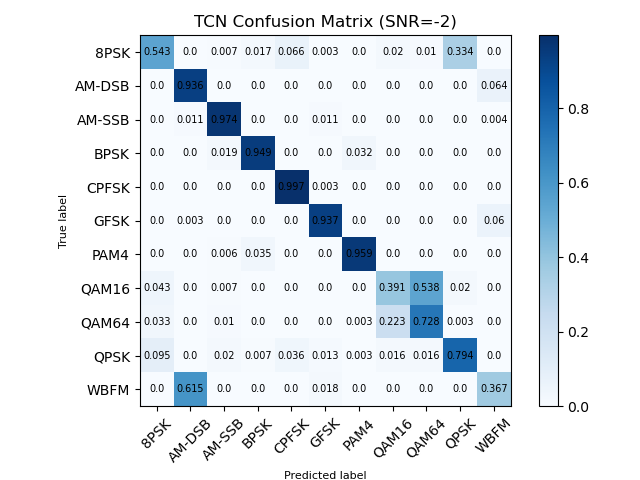 TCN Confusion Matrix (SNR=-2)
8PSK 0.543 0.0 0.007 0.017 0.066 0.003 0.0 0.02 0.01 0.334 0.0
AM-DSB 0.0 0.936 0.0 0.0 0.0 0.0 0.0 0.0 0.0 0.0 0.064
AM-SSB 0.0 0.011 0.974 0.0 0.0 0.011 0.0 0.0 0.0 0.0 0.004
BPSK 0.0 0.0 0.019 0.949 0.0 0.0 0.032 0.0 0.0 0.0 0.0
CPFSK 0.0 0.0 0.0 0.0 0.997 0.003 0.0 0.0 0.0 0.0 0.0
GFSK 0.0 0.003 0.0 0.0 0.0 0.937 0.0 0.0 0.0 0.0 0.06
PAM4 0.0 0.0 0.006 0.035 0.0 0.0 0.959 0.0 0.0 0.0 0.0
QAM16 0.043 0.0 0.007 0.0 0.0 0.0 0.0 0.391 0.538 0.02 0.0
QAM64 0.033 0.0 0.01 0.0 0.0 0.0 0.003 0.223 0.728 0.003 0.0
QPSK 0.095 0.0 0.02 0.007 0.036 0.013 0.003 0.016 0.016 0.794 0.0
WBFM 0.0 0.615 0.0 0.0 0.0 0.018 0.0 0.0 0.0 0.0 0.367
8PSK AM-DSB AM-SSB BPSK CPFSK GFSK PAM4 QAM16 QAM64 QPSK WBFM
Predicted label
True label
0.8
0.6
0.4
0.2
0.0